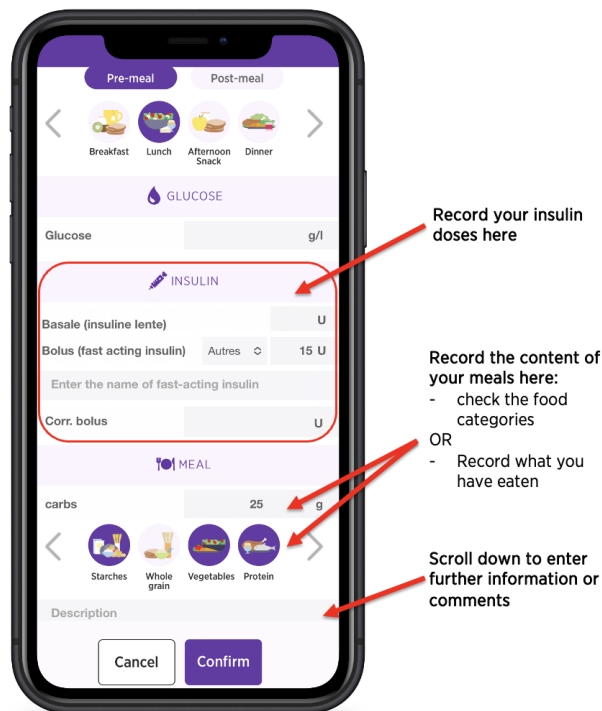 Pre-meal
Post-meal
Breakfast
Lunch
Afternoon
Snack
Dinner
GLUCOSE
Glucose
g/l
Record your insulin
doses here
INSULIN
Basale (insuline lente)
U
Bolus (fast acting insulin)
Autres
15 U
Enter the name of fast-acting insulin
Corr. bolus
U
Record the content of
your meals here:
- check the food
categories
OR
- Record what you
have eaten
MEAL
carbs
25
g
Starches
Whole
grain
Vegetables
Protein
Scroll down to enter
further information or
comments
Description
Cancel
Confirm